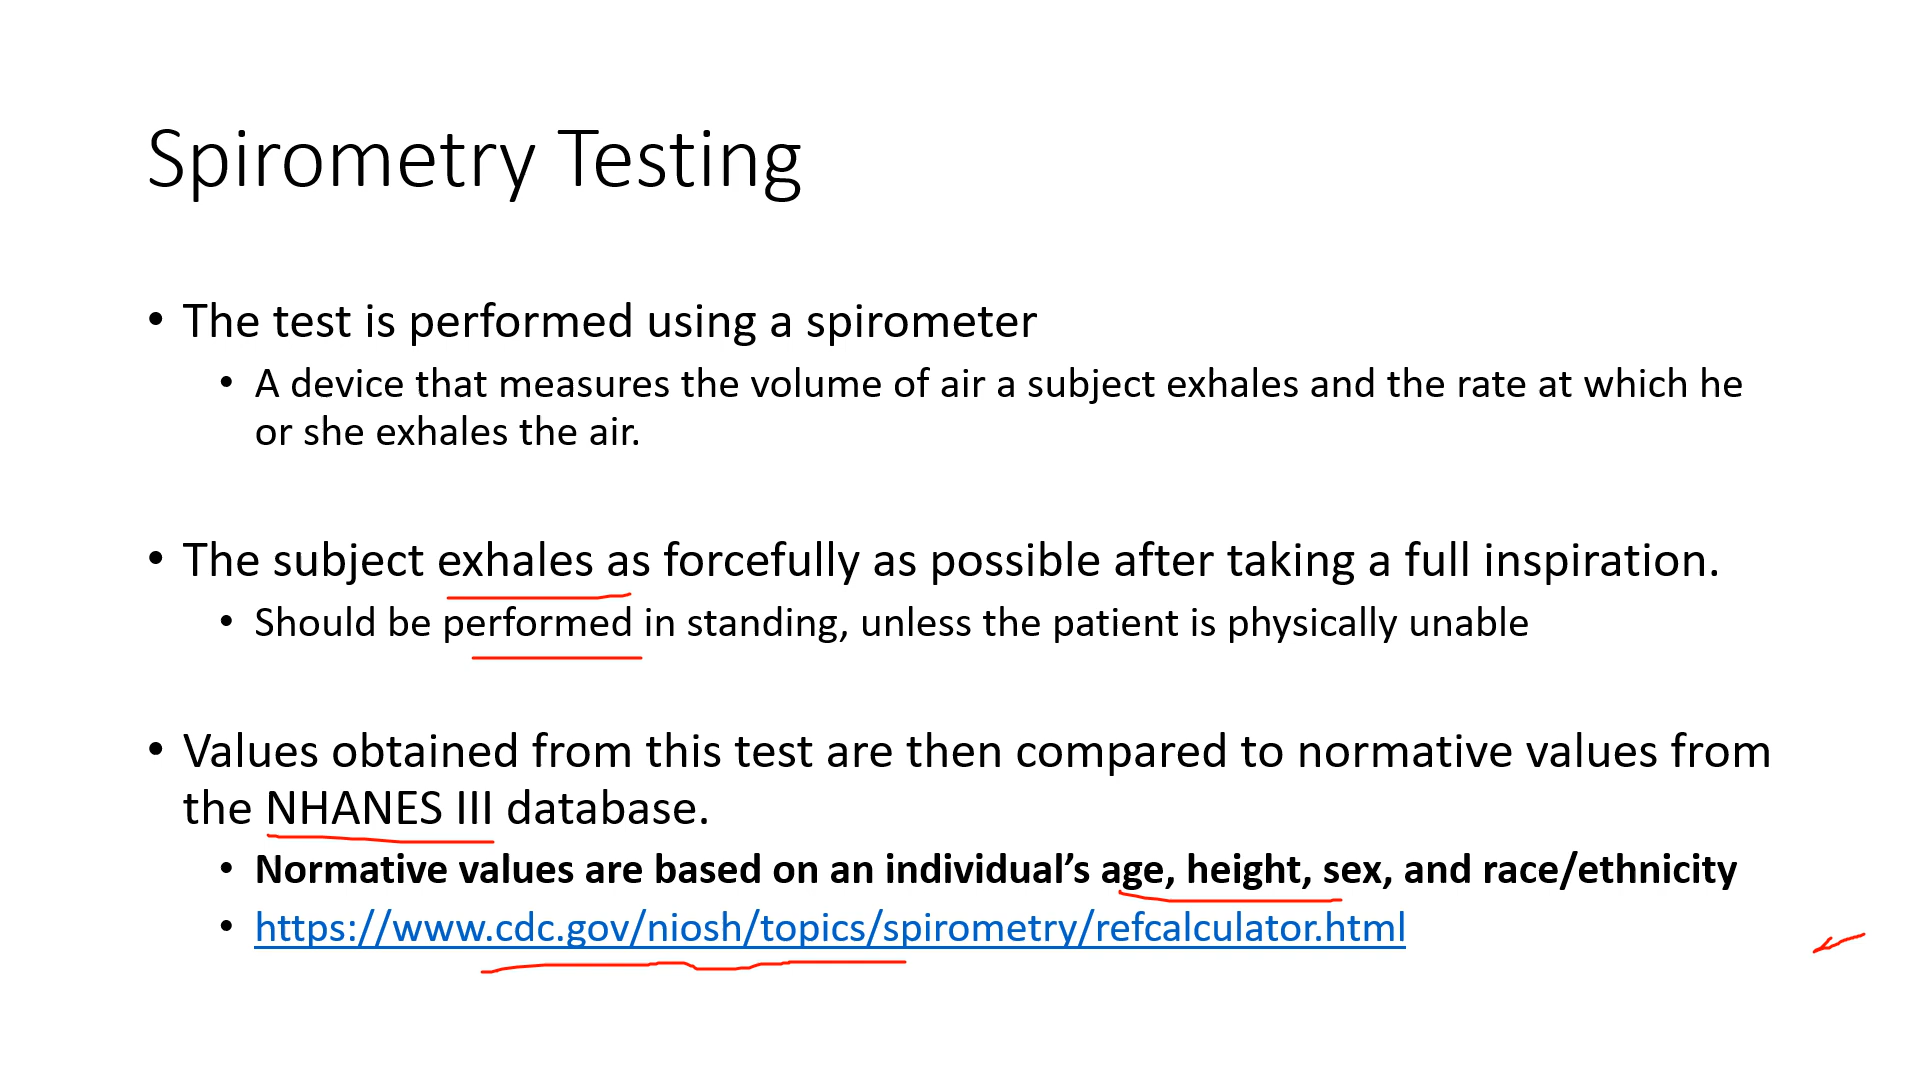 Spirometry Testing
• The test is performed using a spirometer
• A device that measures the volume of air a subject exhales and the rate at which he
or she exhales the air.
• The subject exhales as forcefully as possible after taking a full inspiration.
• Should be performed in standing, unless the patient is physically unable
• Values obtained from this test are then compared to normative values from
the NHANES III database.
• Normative values are based on an individual’s age, height, sex, and race/ethnicity
• https://www.cdc.gov/niosh/topics/spirometry/refcalculator.html